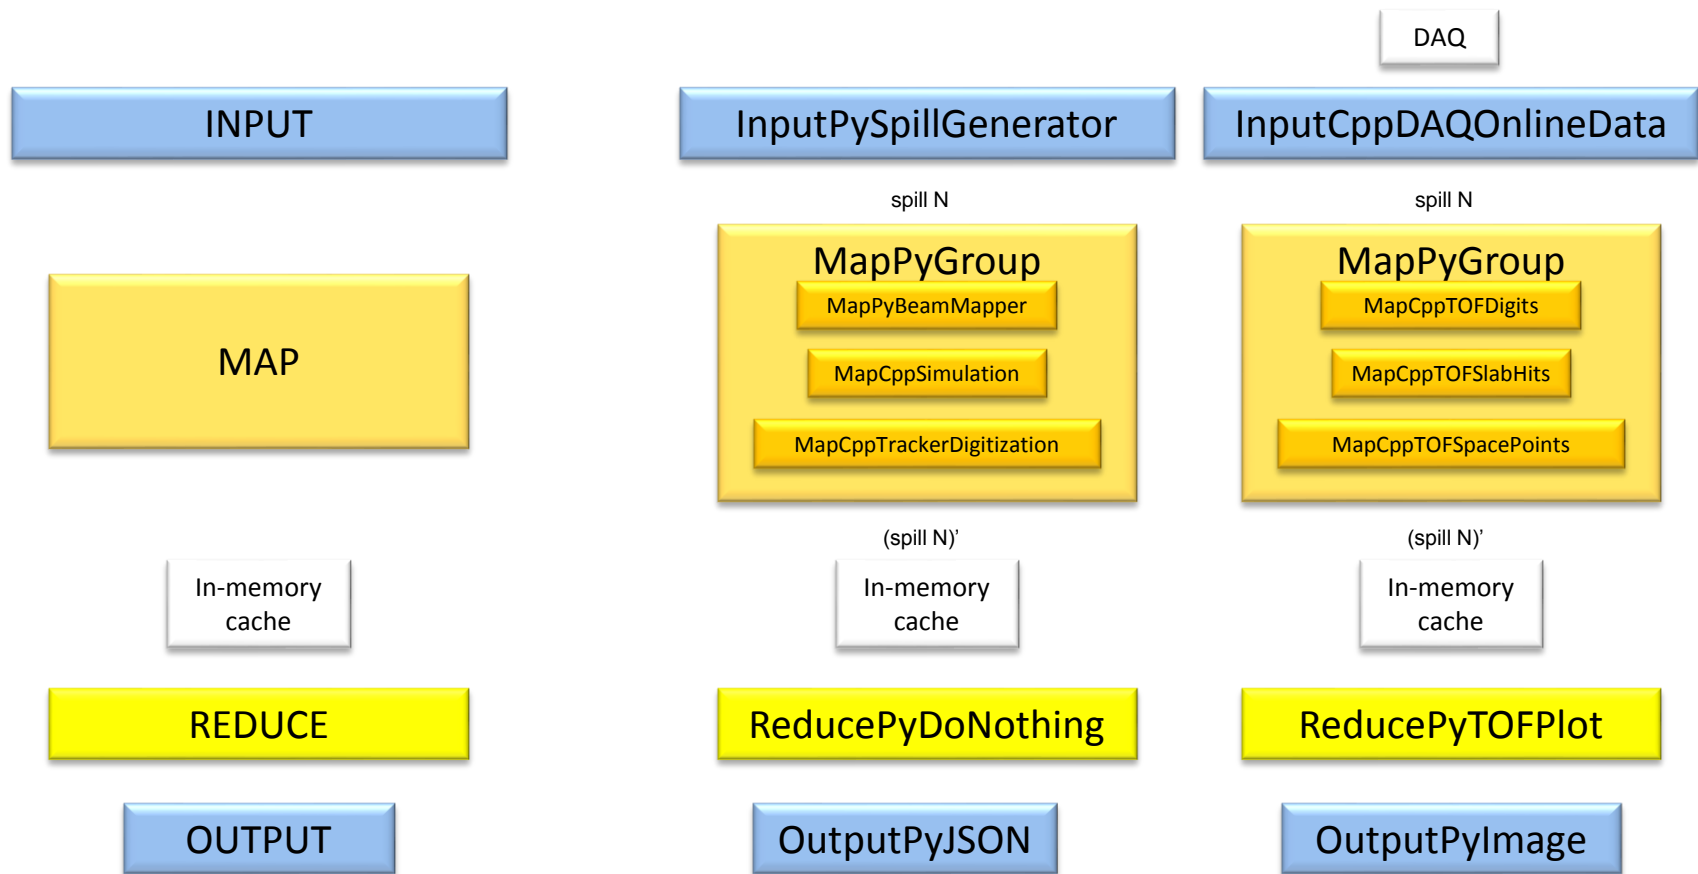 DAQ
INPUT
InputPySpillGenerator
InputCppDAQOnlineData
spill N
spill N
MAP
MapPyGroup
MapPyBeamMapper
MapCppSimulation
MapCppTrackerDigitization
MapPyGroup
MapCppTOFDigits
MapCppTOFSlabHits
MapCppTOFSpacePoints
(spill N)’
(spill N)’
In-memory
cache
In-memory
cache
In-memory
cache
REDUCE
ReducePyDoNothing
ReducePyTOFPlot
OUTPUT
OutputPyJSON
OutputPyImage